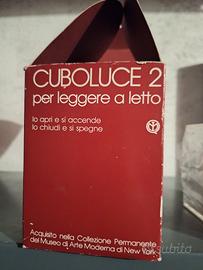 CUBOLUCE 2
per leggere a letto
lo apri e si accende
lo chiudi e si spegne
Acquisito nella Collezione Permanente
del Museo di Arte Moderna di New York
subito